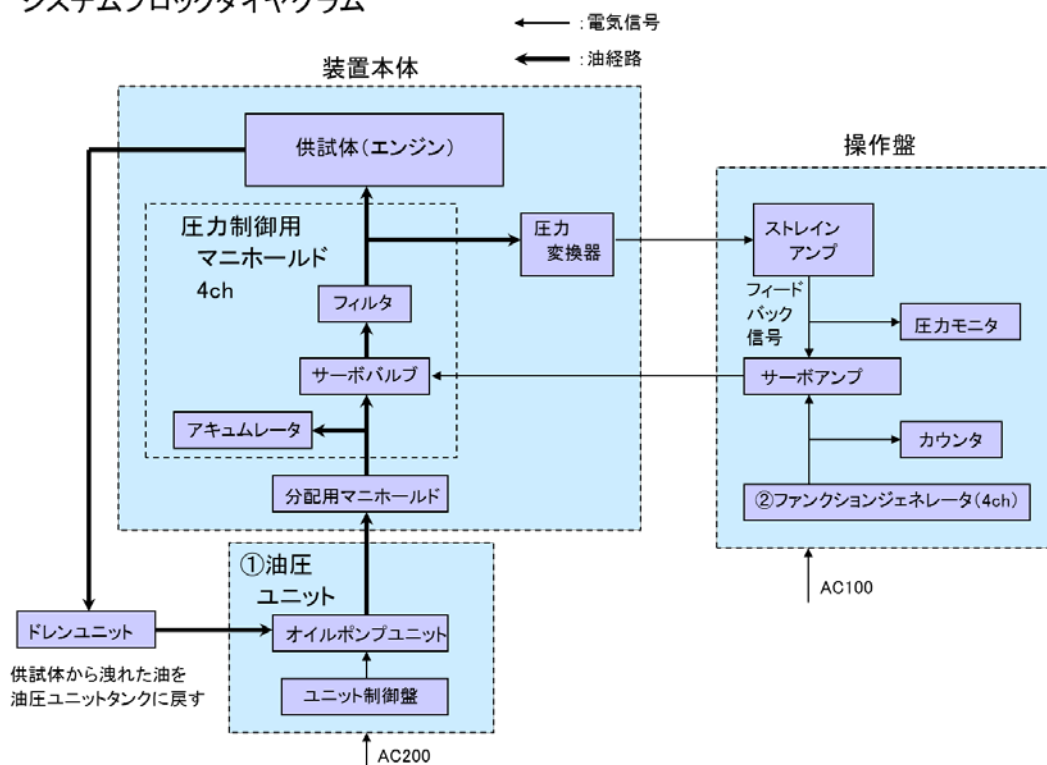 システムブロックダイヤグラム
：電気信号
：油経路
装置本体
供試体（エンジン）
圧力制御用
マニホールド
4ch
圧力
変換器
フィルタ
サーボバルブ
アキュムレータ
分配用マニホールド
操作盤
ストレイン
アンプ
フィード
バック
信号
圧力モニタ
サーボアンプ
カウンタ
②ファンクションジェネレータ（4ch）
AC100
①油圧
ユニット
オイルポンプユニット
ユニット制御盤
AC200
ドレンユニット
供試体から洩れた油を
油圧ユニットタンクに戻す